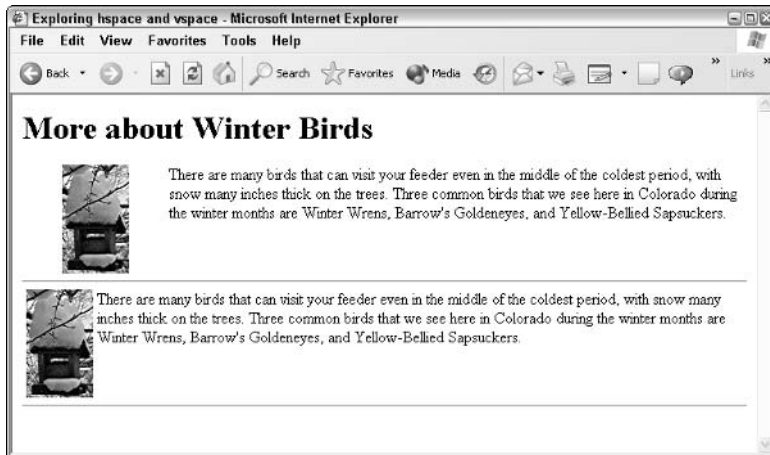 Exploring hspace and vspace - Microsoft Internet Explorer
File Edit View Favorites Tools Help
Back Search Favorites Media » Links »
More about Winter Birds
There are many birds that can visit your feeder even in the middle of the coldest period, with
snow many inches thick on the trees. Three common birds that we see here in Colorado during
the winter months are Winter Wrens, Barrow's Goldeneyes, and Yellow-Bellied Sapsuckers.
There are many birds that can visit your feeder even in the middle of the coldest period, with snow many
inches thick on the trees. Three common birds that we see here in Colorado during the winter months are
Winter Wrens, Barrow's Goldeneyes, and Yellow-Bellied Sapsuckers.